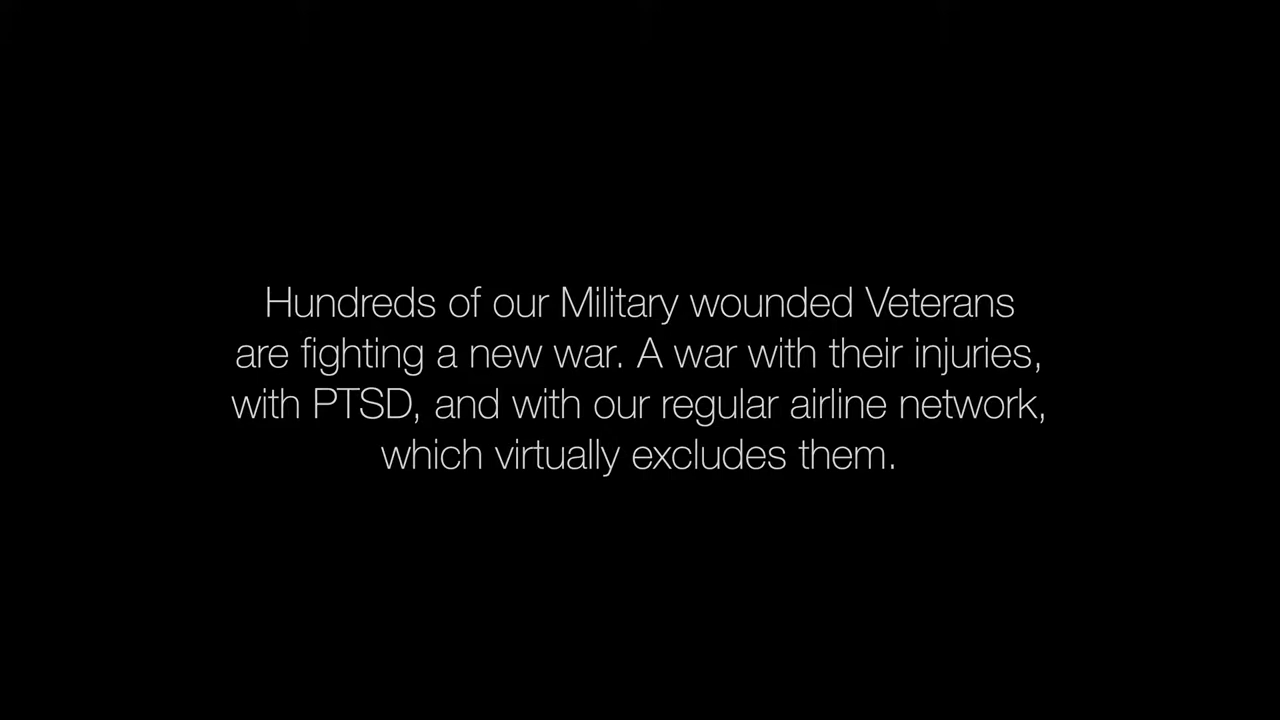 Hundreds of our Military wounded Veterans
are fighting a new war. A war with their injuries,
with PTSD, and with our regular airline network,
which virtually excludes them.